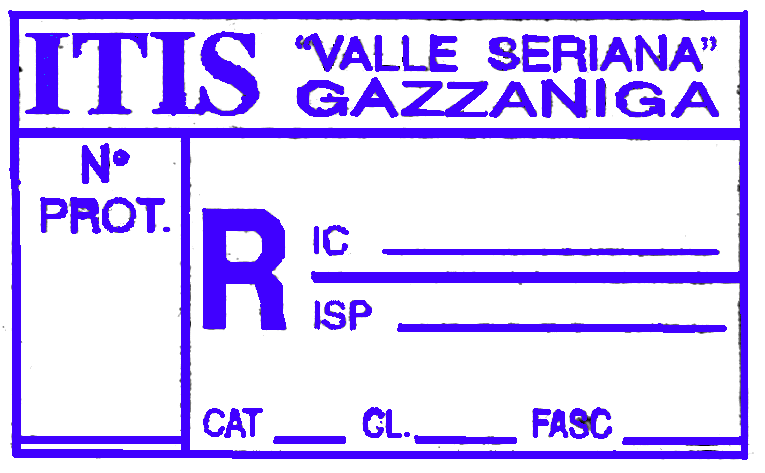 ITIS "VALLE SERIANA"
GAZZANIGA
N°
PROT.
R IC
ISP
CAT CL. FASC